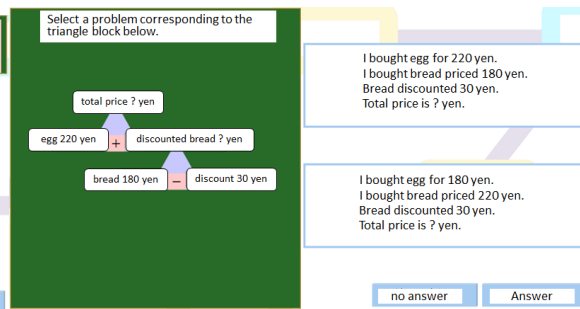 Select a problem corresponding to the
triangle block below.
total price ? yen
egg 220 yen + discounted bread ? yen
bread 180 yen − discount 30 yen
I bought egg for 220 yen.
I bought bread priced 180 yen.
Bread discounted 30 yen.
Total price is ? yen.
I bought egg for 180 yen.
I bought bread priced 220 yen.
Bread discounted 30 yen.
Total price is ? yen.
no answer
Answer